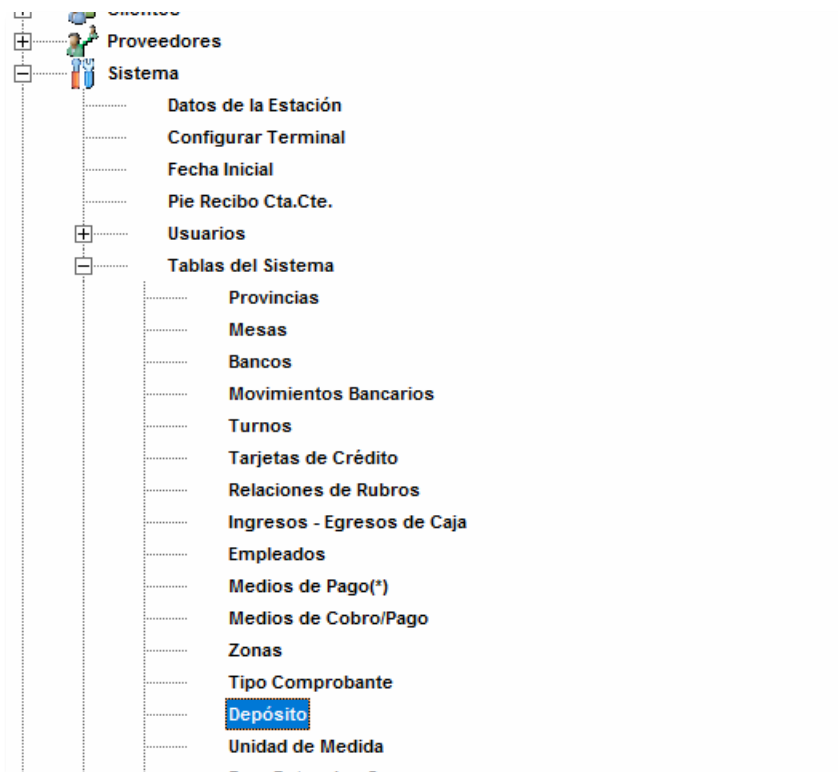 Clientes
Proveedores
Sistema
Datos de la Estación
Configurar Terminal
Fecha Inicial
Pie Recibo Cta.Cte.
Usuarios
Tablas del Sistema
Provincias
Mesas
Bancos
Movimientos Bancarios
Turnos
Tarjetas de Crédito
Relaciones de Rubros
Ingresos - Egresos de Caja
Empleados
Medios de Pago(*)
Medios de Cobro/Pago
Zonas
Tipo Comprobante
Depósito
Unidad de Medida